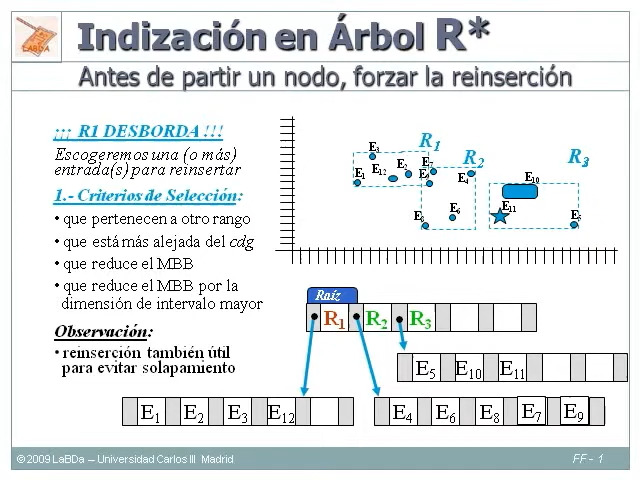 LABDA
Indización en Árbol R*
Antes de partir un nodo, forzar la reinserción
¡¡¡ R1 DESBORDA !!!
Escogeremos una (o más)
entrada(s) para reinsertar
1.- Criterios de Selección:
• que pertenecen a otro rango
• que está más alejada del cdg
• que reduce el MBB
• que reduce el MBB por la
dimensión de intervalo mayor
Observación:
• reinserción también útil
para evitar solapamiento
R1
R2
R3
E3
E1
E12
E2
E7
E4
E8
E6
E10
E11
E5
Raíz
R1 R2 R3
E5 E10 E11
E1 E2 E3 E12
E4 E6 E8 E7 E9
© 2009 LaBDa – Universidad Carlos III Madrid
FF - 1